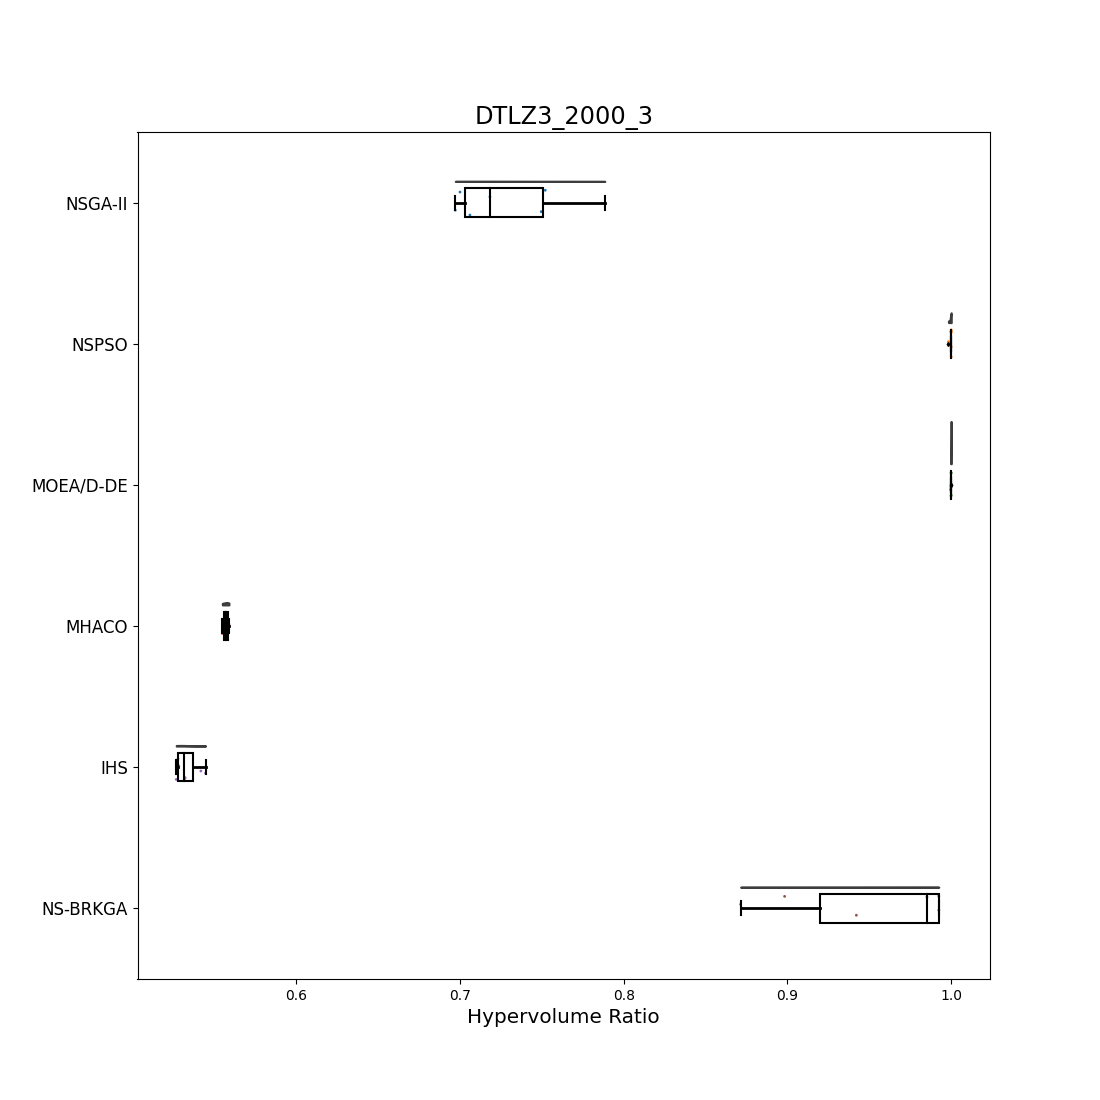 DTLZ3_2000_3
NSGA-II
NSPSO
MOEA/D-DE
MHACO
IHS
NS-BRKGA
0.6 0.7 0.8 0.9 1.0
Hypervolume Ratio